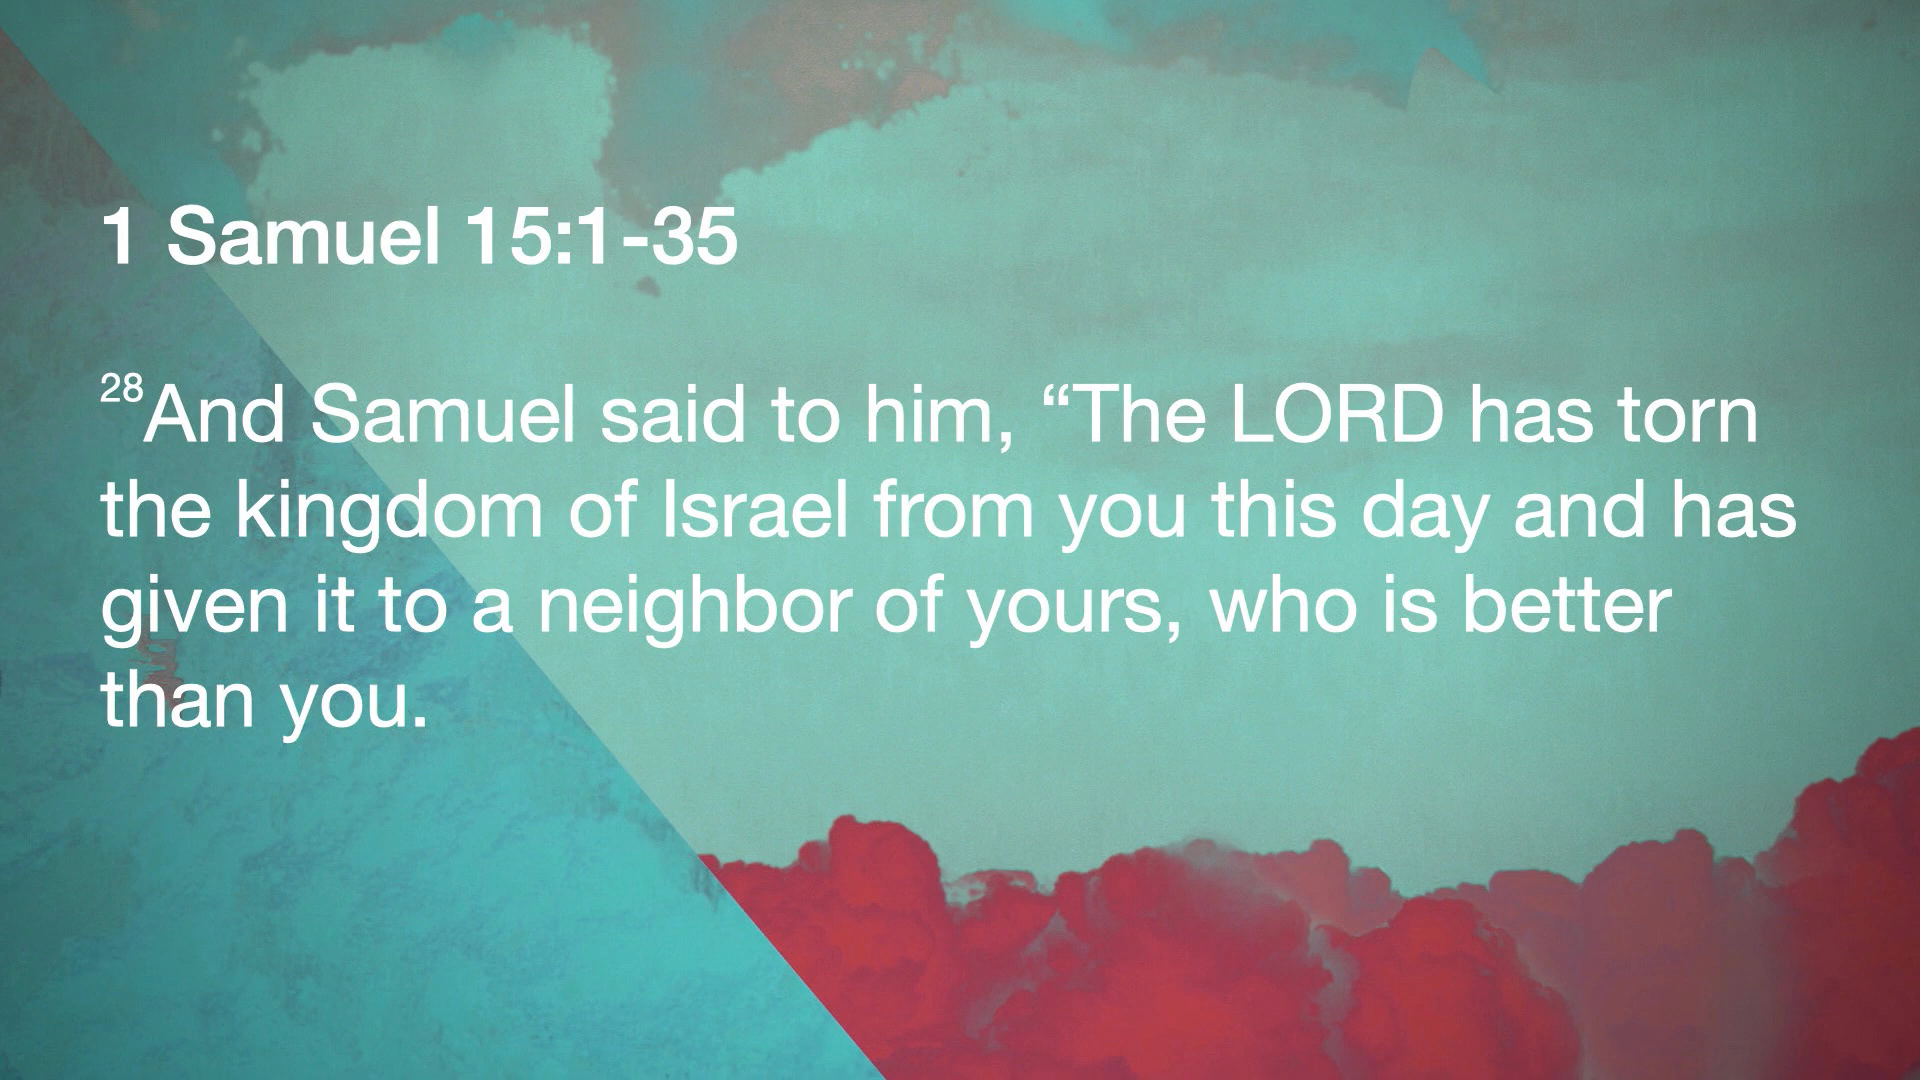 1 Samuel 15:1-35
28And Samuel said to him, “The LORD has torn
the kingdom of Israel from you this day and has
given it to a neighbor of yours, who is better
than you.